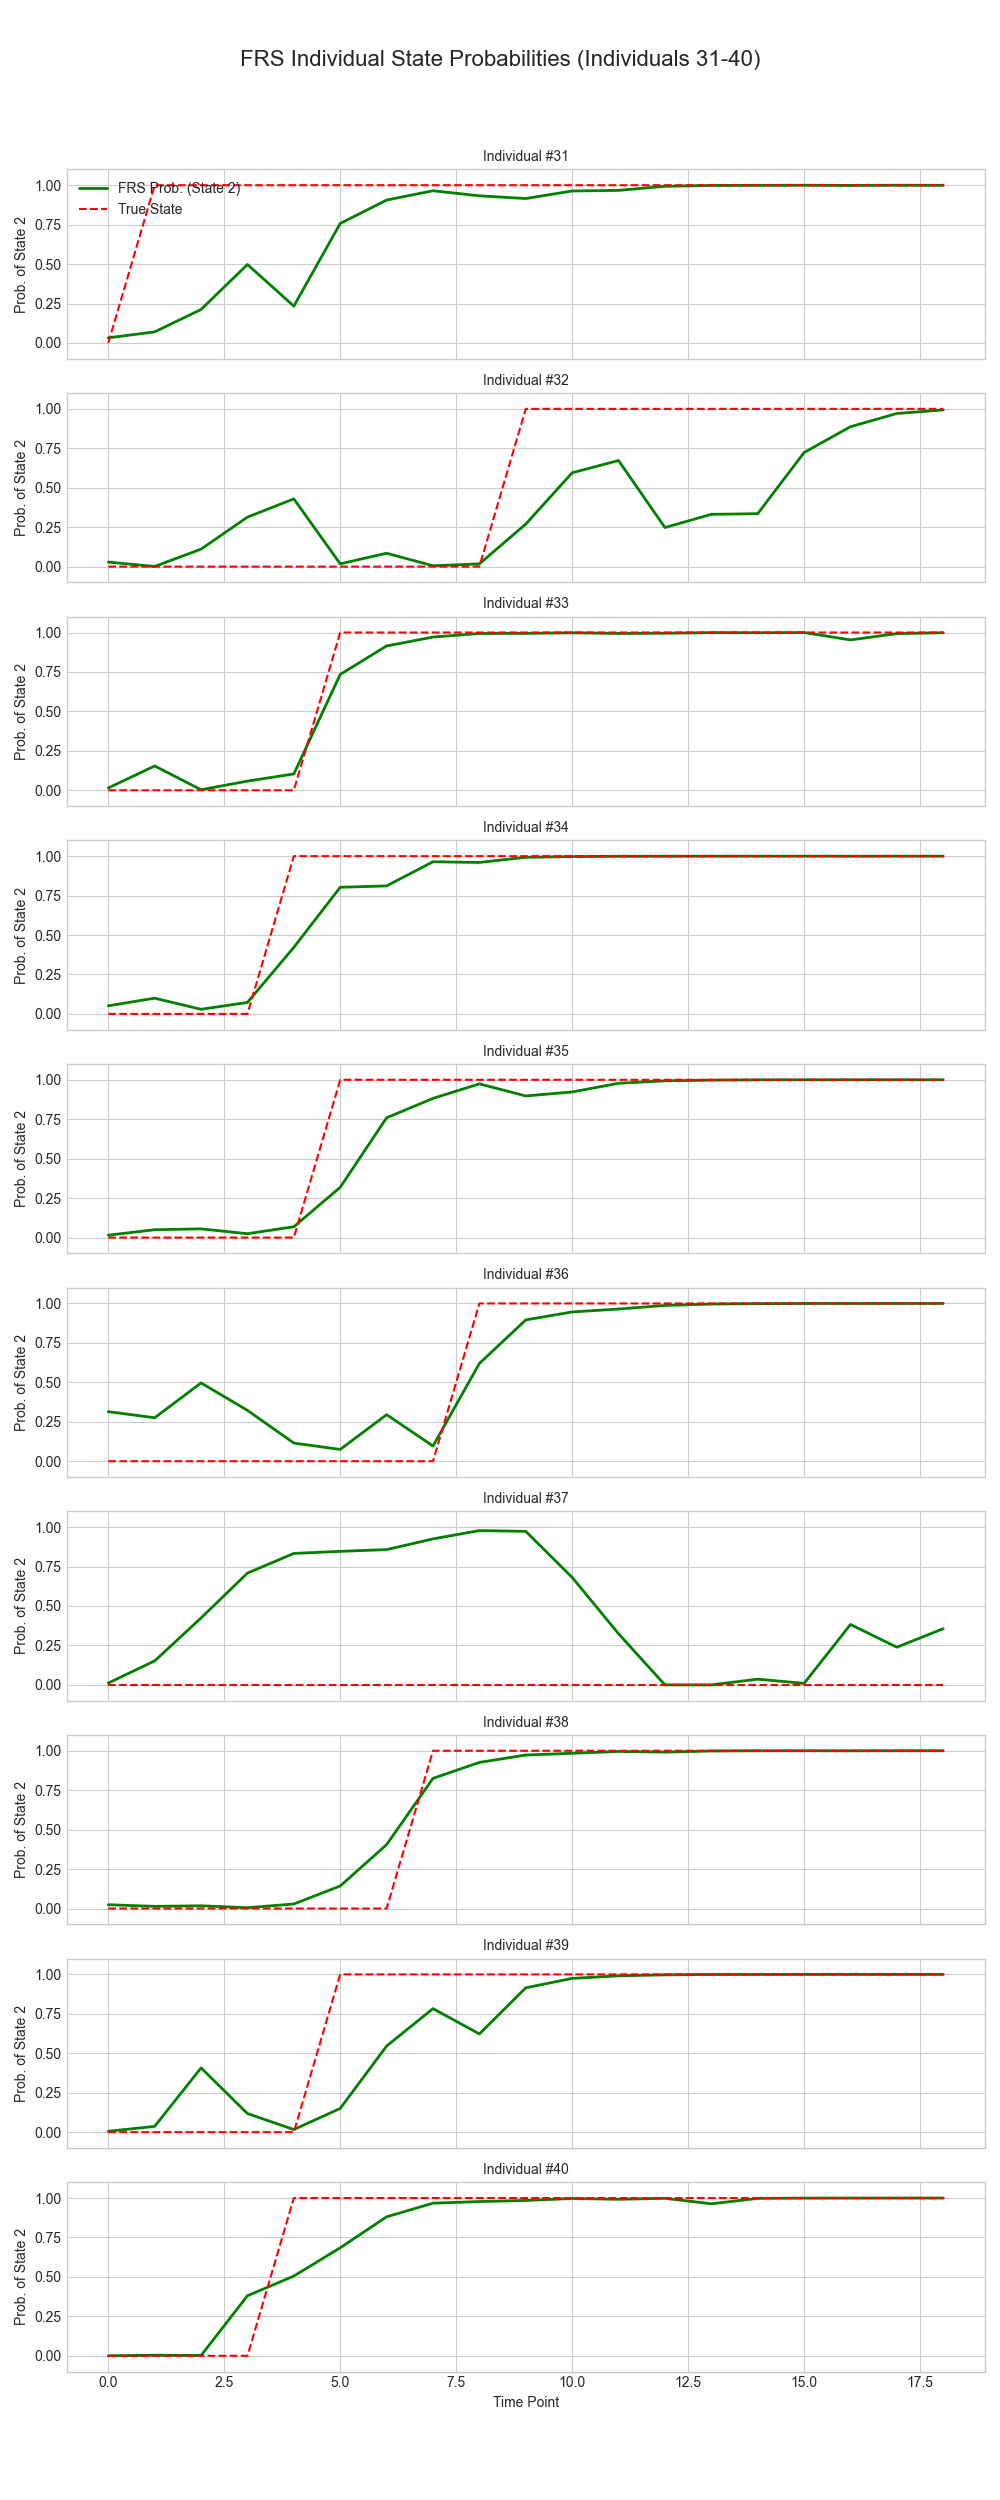 FRS Individual State Probabilities (Individuals 31-40)
Individual #31
FRS Prob. (State 2)
True State
1.00
0.75
0.50
0.25
0.00
Prob. of State 2
Individual #32
1.00
0.75
0.50
0.25
0.00
Prob. of State 2
Individual #33
1.00
0.75
0.50
0.25
0.00
Prob. of State 2
Individual #34
1.00
0.75
0.50
0.25
0.00
Prob. of State 2
Individual #35
1.00
0.75
0.50
0.25
0.00
Prob. of State 2
Individual #36
1.00
0.75
0.50
0.25
0.00
Prob. of State 2
Individual #37
1.00
0.75
0.50
0.25
0.00
Prob. of State 2
Individual #38
1.00
0.75
0.50
0.25
0.00
Prob. of State 2
Individual #39
1.00
0.75
0.50
0.25
0.00
Prob. of State 2
Individual #40
1.00
0.75
0.50
0.25
0.00
Prob. of State 2
0.0 2.5 5.0 7.5 10.0 12.5 15.0 17.5
Time Point